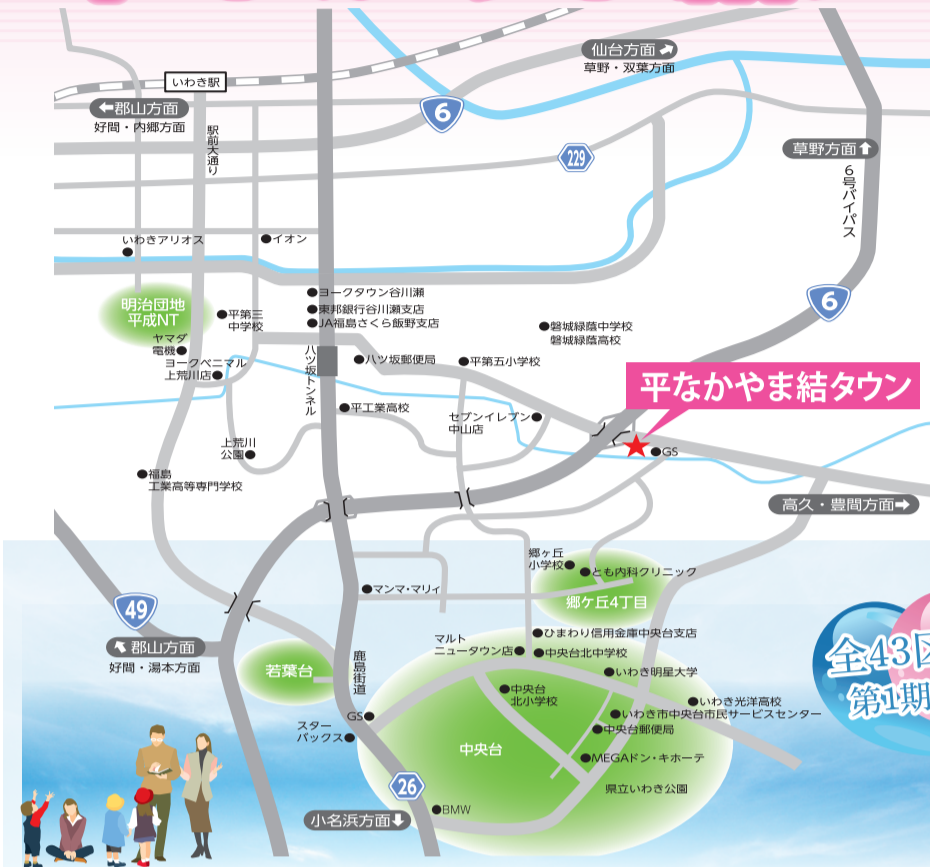 仙台方面
草野・双葉方面
いわき駅
郡山方面
好間・内郷方面
6
駅前大通り
229
草野方面
6号バイパス
いわきアリオス
イオン
ヨークタウン谷川瀬
東邦銀行谷川瀬支店
JA福島さくら飯野支店
明治団地
平成NT
平第三
中学校
6
磐城緑蔭中学校
磐城緑蔭高校
ヤマダ
電機
ヨークベニマル
上荒川店
八ツ坂トンネル
八ツ坂郵便局
平第五小学校
平なかやま結タウン
平工業高校
セブンイレブン
中山店
上荒川
公園
GS
福島
工業高等専門学校
高久・豊間方面
郷ヶ丘
小学校
とも内科クリニック
マンマ・マリィ
郷ケ丘4丁目
49
ひまわり信用金庫中央台支店
郡山方面
好間・湯本方面
マルト
ニュータウン店
中央台北中学校
若葉台
鹿島街道
いわき明星大学
全43区
第1期
中央台
北小学校
いわき光洋高校
GS
いわき市中央台市民サービスセンター
スター
バックス
中央台郵便局
中央台
MEGAドン・キホーテ
26
県立いわき公園
BMW
小名浜方面